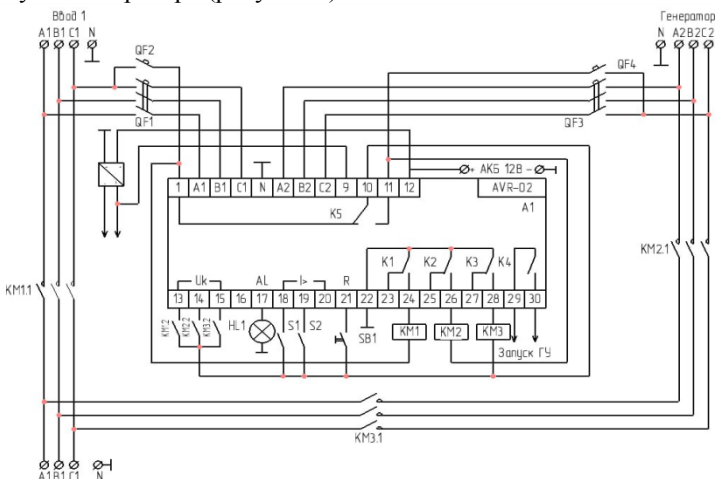 Ввод 1 Генератор
A1 B1 C1 N N A2 B2 C2
QF2 QF4
QF1 QF3
+ АКБ 12В -
1 A1 B1 C1 N A2 B2 C2 9 10 11 12 AVR-02
K5 A1
KM2.1
K1 K2 K3 K4
Uk AL I> R
KM1.1
13 14 15 16 17 18 19 20 21 22 23 24 25 26 27 28 29 30
KM1.2 KM2.2 KM3.2 HL1 S1 S2 SB1 KM1 KM2 KM3
Запуск ГУ
KM3.1
A1 B1 C1 N